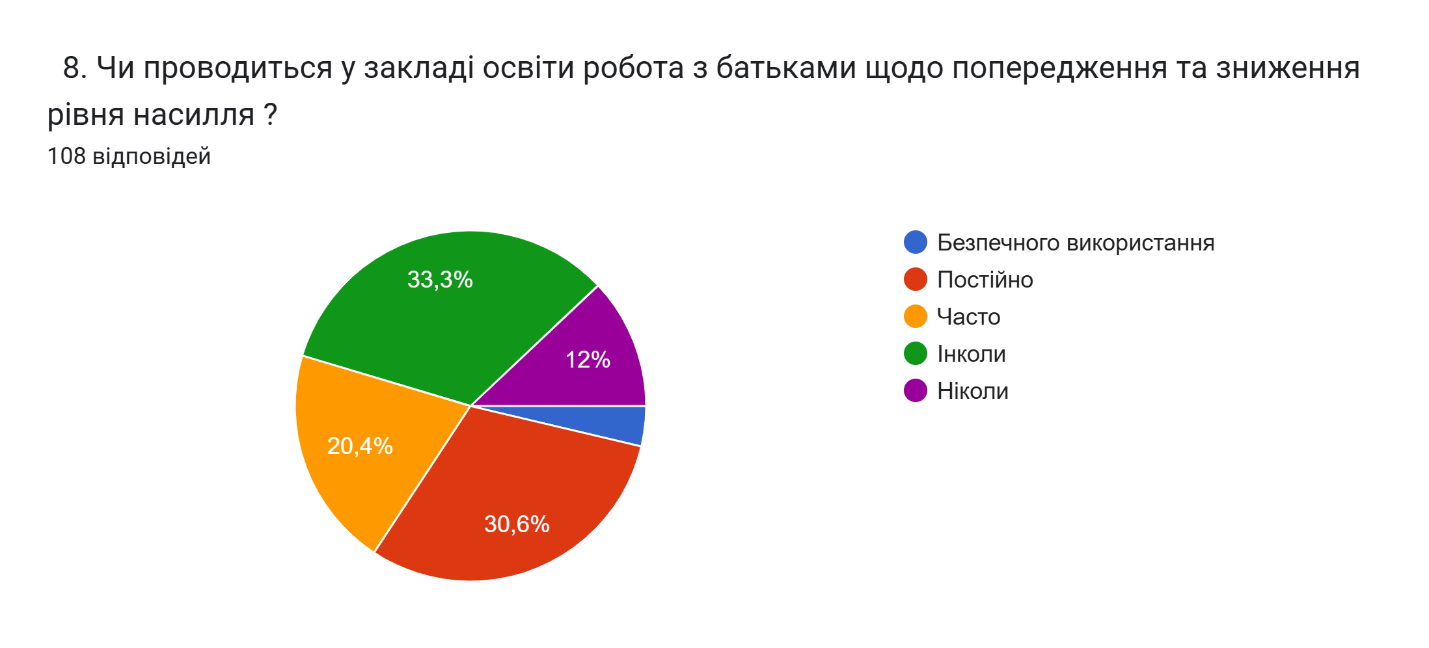 8. Чи проводиться у закладі освіти робота з батьками щодо попередження та зниження
рівня насилля ?
108 відповідей
Безпечного використання
Постійно
Часто
Інколи
Ніколи
33,3%
12%
20,4%
30,6%